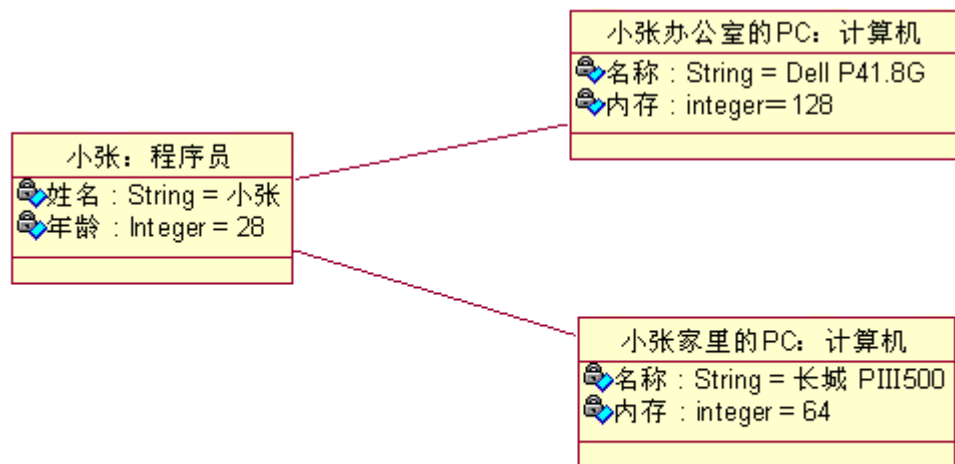 小张办公室的PC：计算机
名称 : String = Dell P41.8G
内存 : integer＝128
小张：程序员
姓名 : String = 小张
年龄 : Integer = 28
小张家里的PC：计算机
名称 : String = 长城 PIII500
内存 : integer = 64